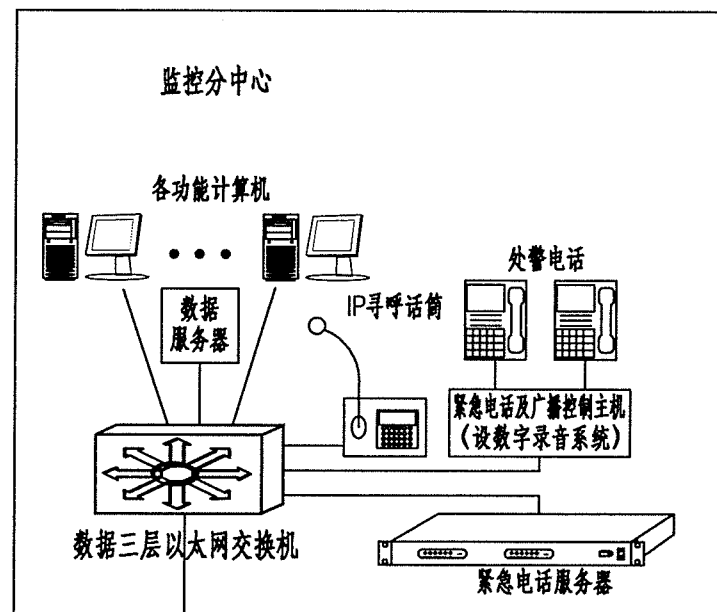 监控分中心
各功能计算机
处警电话
数据
服务器
IP寻呼话筒
紧急电话及广播控制主机
（设数字录音系统）
数据三层以太网交换机
紧急电话服务器